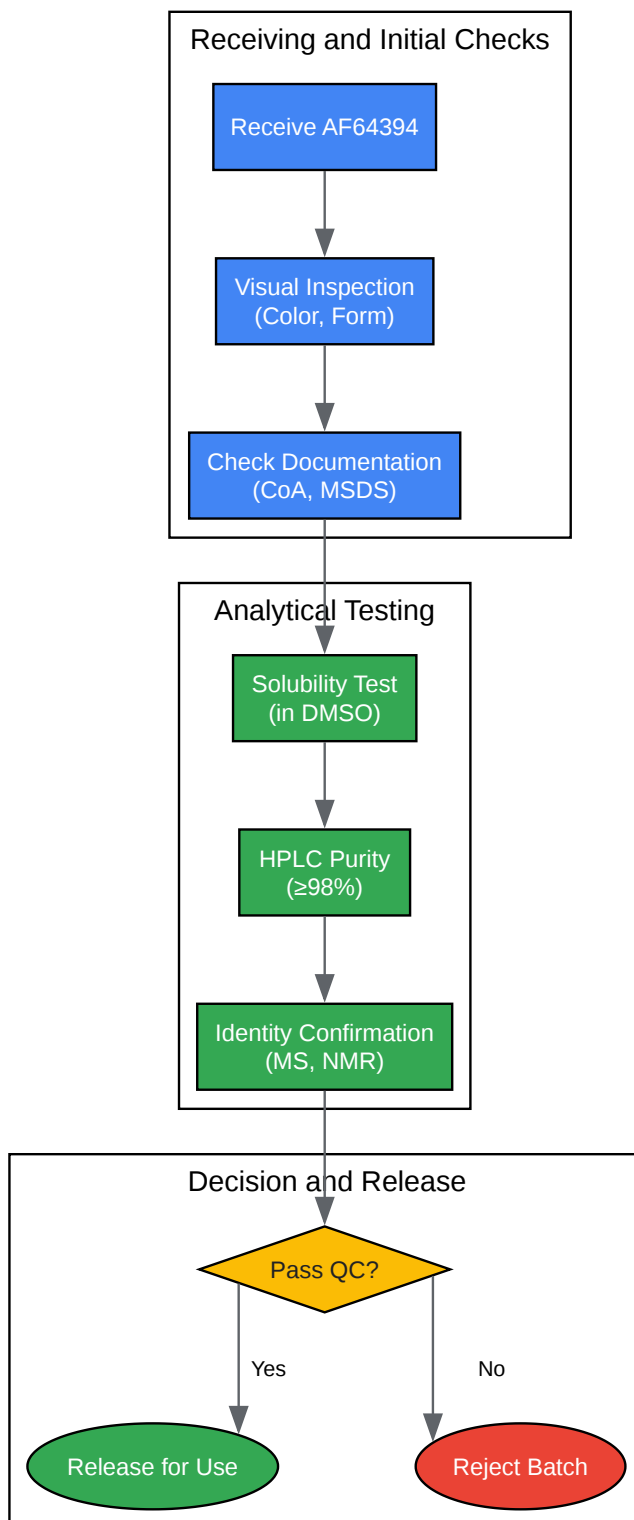 Receiving and Initial Checks
Receive AF64394
Visual Inspection
(Color, Form)
Check Documentation
(CoA, MSDS)
Analytical Testing
Solubility Test
(in DMSO)
HPLC Purity
(≥98%)
Identity Confirmation
(MS, NMR)
Decision and Release
Pass QC?
Yes
No
Release for Use
Reject Batch